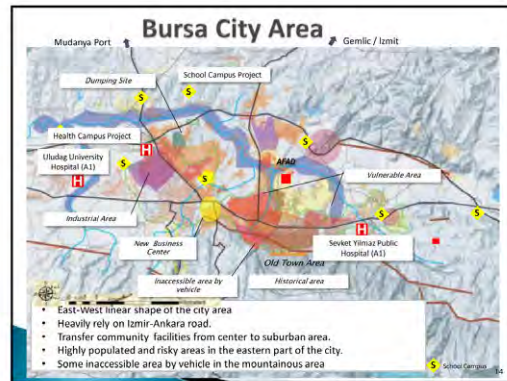 Bursa City Area
Mudanya Port
Gemlic / Izmit
Dumping Site
School Campus Project
S
S
Health Campus Project
S
H
Uludag University
Hospital (A1)
H
S
S
AFAD
Vulnerable Area
Industrial Area
New Business
Center
S
S
H
Sevket Yilmaz Public
Hospital (A1)
Old Town Area
Inaccessible area by
vehicle
Historical area
• East-West linear shape of the city area
• Heavily rely on Izmir-Ankara road.
• Transfer community facilities from center to suburban area.
• Highly populated and risky areas in the eastern part of the city.
• Some inaccessible area by vehicle in the mountainous area
S School Campus
14